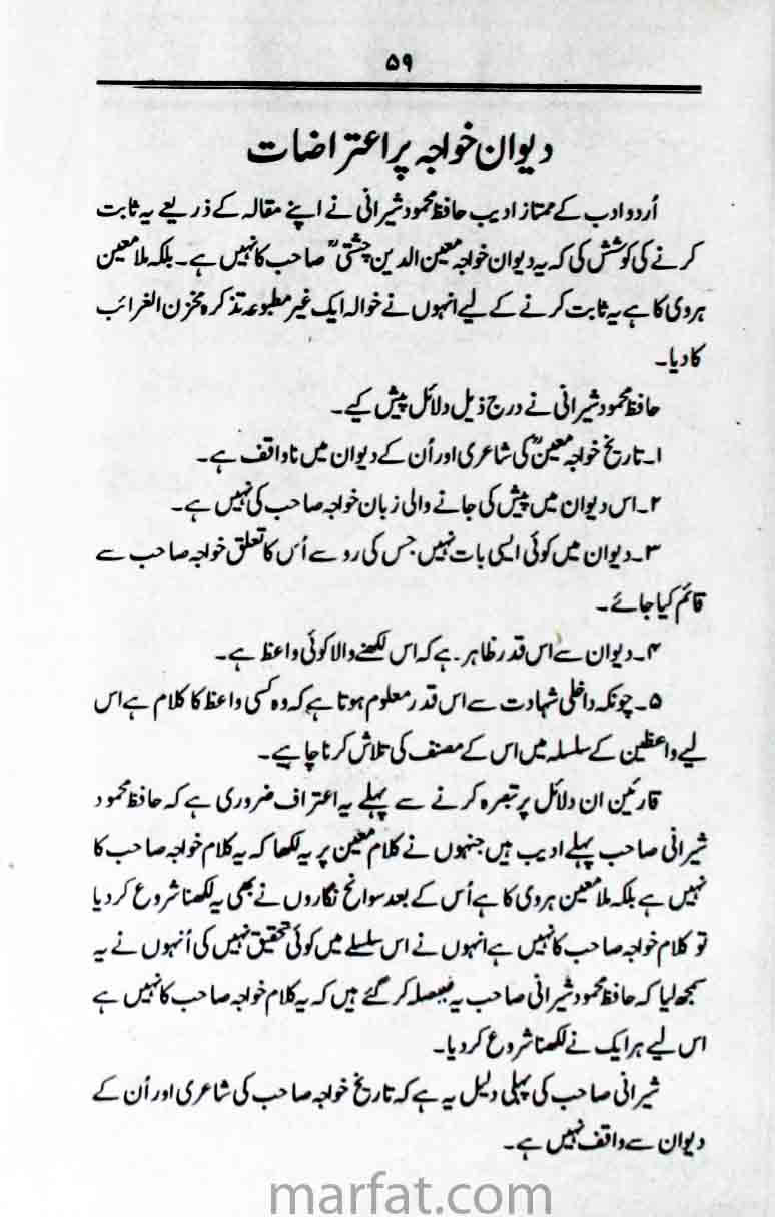 ۵۹
دیوان خواجہ پر اعتراضات
اُردو ادب کے ممتاز ادیب حافظ محمود شیرانی نے اپنے مقالہ کے ذریعے یہ ثابت
کرنے کی کوشش کی کہ یہ دیوان خواجہ معین الدین چشتیؒ صاحب کا نہیں ہے۔ بلکہ ملا معین
ہروی کا ہے یہ ثابت کرنے کے لیے انہوں نے حوالہ ایک غیر مطبوعہ تذکرہ مخزن الغرائب
کا دیا۔
حافظ محمود شیرانی نے درج ذیل دلائل پیش کیے۔
۱۔تاریخ خواجہ معینؒ کی شاعری اور اُن کے دیوان میں ناواقف ہے۔
۲۔اس دیوان میں پیش کی جانے والی زبان خواجہ صاحب کی نہیں ہے۔
۳۔دیوان میں کوئی ایسی بات نہیں جس کی رو سے اُس کا تعلق خواجہ صاحب سے
قائم کیا جائے۔
۴۔دیوان سے اس قدر ظاہر ہے کہ اس لکھنے والا کوئی واعظ ہے۔
۵۔چونکہ داخلی شہادت سے اس قدر معلوم ہوتا ہے کہ وہ کسی واعظ کا کلام ہے اس
لیے واعظین کے سلسلہ میں اس کے مصنف کی تلاش کرنا چاہیے۔
قارئین ان دلائل پر تبصرہ کرنے سے پہلے یہ اعتراف ضروری ہے کہ حافظ محمود
شیرانی صاحب پہلے ادیب ہیں جنہوں نے کلام معین پر یہ لکھا کہ یہ کلام خواجہ صاحب کا
نہیں ہے بلکہ ملا معین ہروی کا ہے اُس کے بعد سوانح نگاروں نے بھی یہ لکھنا شروع کر دیا
تو کلام خواجہ صاحب کا نہیں ہے انہوں نے اس سلسلے میں کوئی تحقیق نہیں کی اُنہوں نے یہ
سمجھ لیا کہ حافظ محمود شیرانی صاحب یہ فیصلہ کر گئے ہیں کہ یہ کلام خواجہ صاحب کا نہیں ہے
اس لیے ہر ایک نے لکھنا شروع کر دیا۔
شیرانی صاحب کی پہلی دلیل یہ ہے کہ تاریخ خواجہ صاحب کی شاعری اور اُن کے
دیوان سے واقف نہیں ہے۔
marfat.com